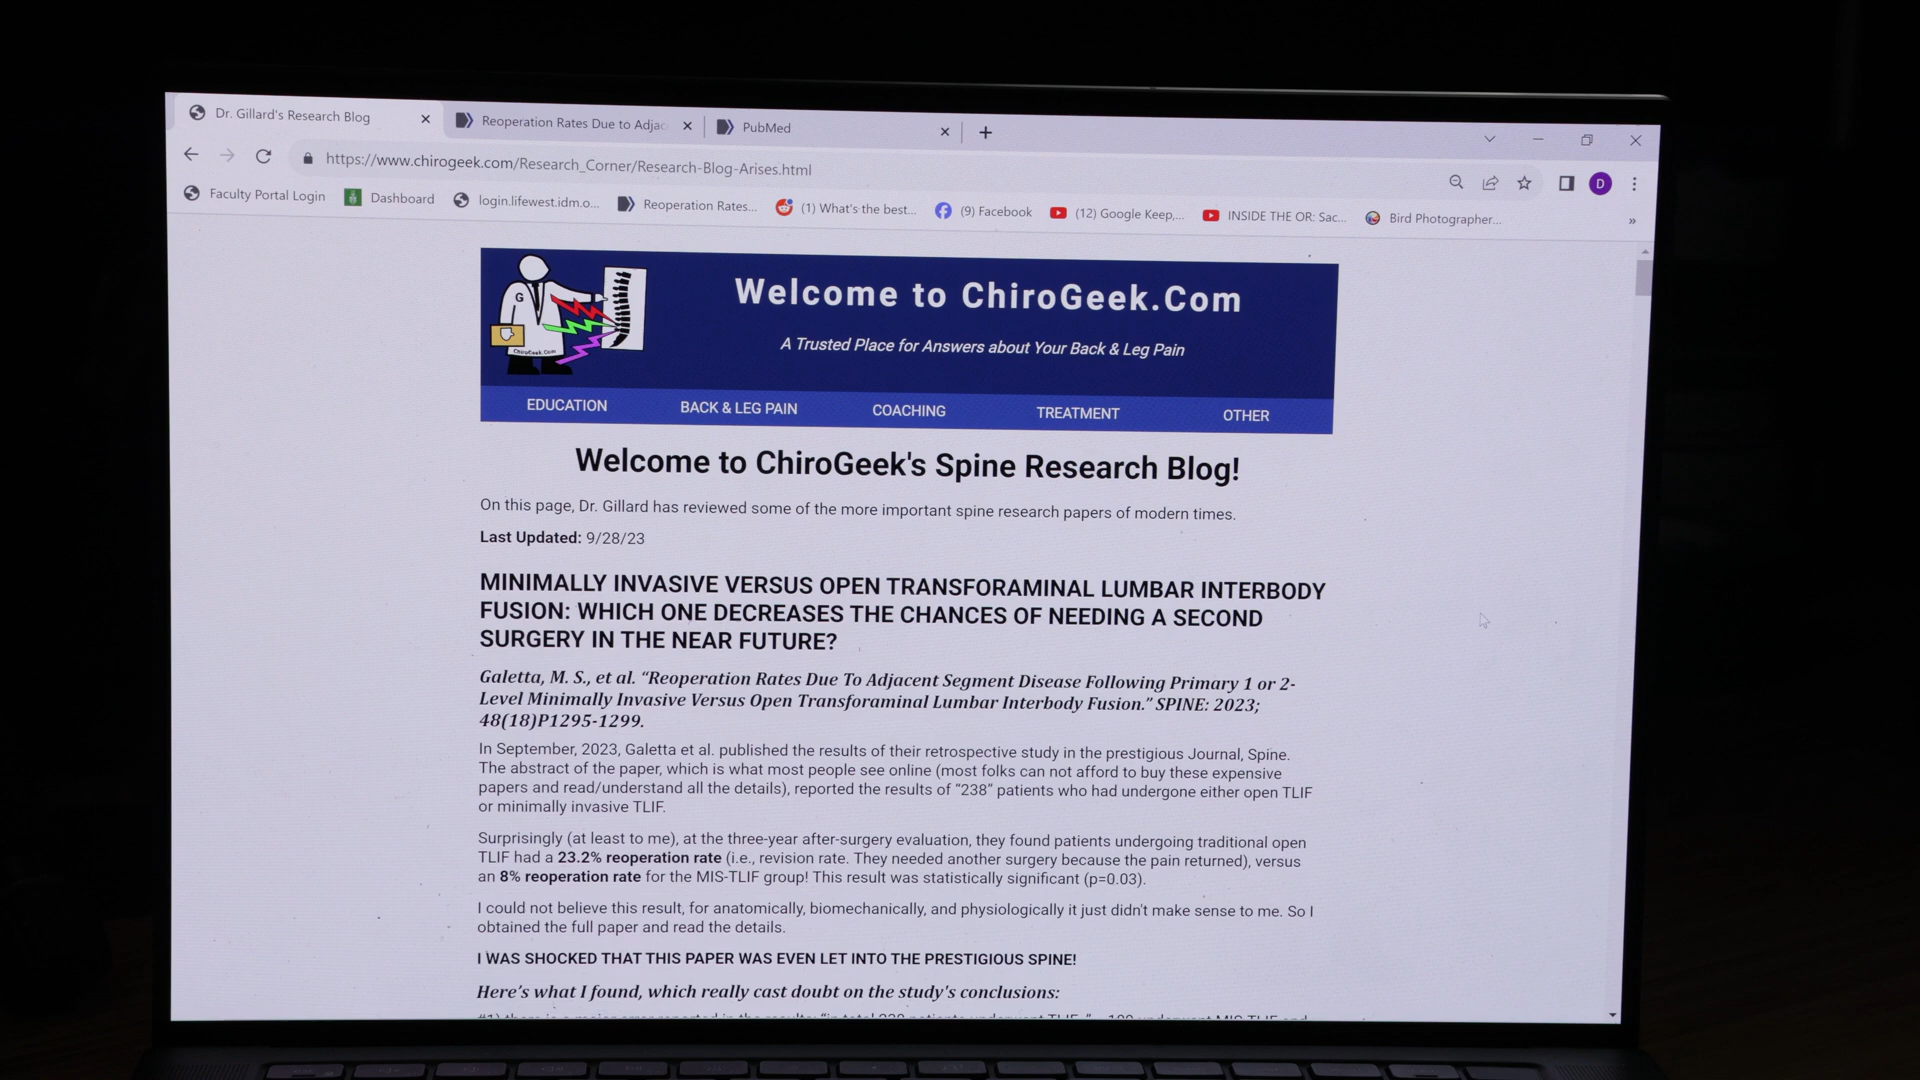 Dr. Gillard's Research Blog
Reoperation Rates Due to Adjac
PubMed
https://www.chirogeek.com/Research_Corner/Research-Blog-Arises.html
D
Faculty Portal Login
Dashboard
login.lifewest.idm.o...
Reoperation Rates...
(1) What's the best...
(9) Facebook
(12) Google Keep,...
INSIDE THE OR: Sac...
Bird Photographer...
G
ChiroGeek.Com
Welcome to ChiroGeek.Com
A Trusted Place for Answers about Your Back & Leg Pain
EDUCATION
BACK & LEG PAIN
COACHING
TREATMENT
OTHER
Welcome to ChiroGeek's Spine Research Blog!
On this page, Dr. Gillard has reviewed some of the more important spine research papers of modern times.
Last Updated: 9/28/23
MINIMALLY INVASIVE VERSUS OPEN TRANSFORAMINAL LUMBAR INTERBODY
FUSION: WHICH ONE DECREASES THE CHANCES OF NEEDING A SECOND
SURGERY IN THE NEAR FUTURE?
Galetta, M. S., et al. “Reoperation Rates Due To Adjacent Segment Disease Following Primary 1 or 2-
Level Minimally Invasive Versus Open Transforaminal Lumbar Interbody Fusion.” SPINE: 2023;
48(18)P1295-1299.
In September, 2023, Galetta et al. published the results of their retrospective study in the prestigious Journal, Spine.
The abstract of the paper, which is what most people see online (most folks can not afford to buy these expensive
papers and read/understand all the details), reported the results of “238” patients who had undergone either open TLIF
or minimally invasive TLIF.
Surprisingly (at least to me), at the three-year after-surgery evaluation, they found patients undergoing traditional open
TLIF had a 23.2% reoperation rate (i.e., revision rate. They needed another surgery because the pain returned), versus
an 8% reoperation rate for the MIS-TLIF group! This result was statistically significant (p=0.03).
I could not believe this result, for anatomically, biomechanically, and physiologically it just didn't make sense to me. So I
obtained the full paper and read the details.
I WAS SHOCKED THAT THIS PAPER WAS EVEN LET INTO THE PRESTIGIOUS SPINE!
Here's what I found, which really cast doubt on the study's conclusions: